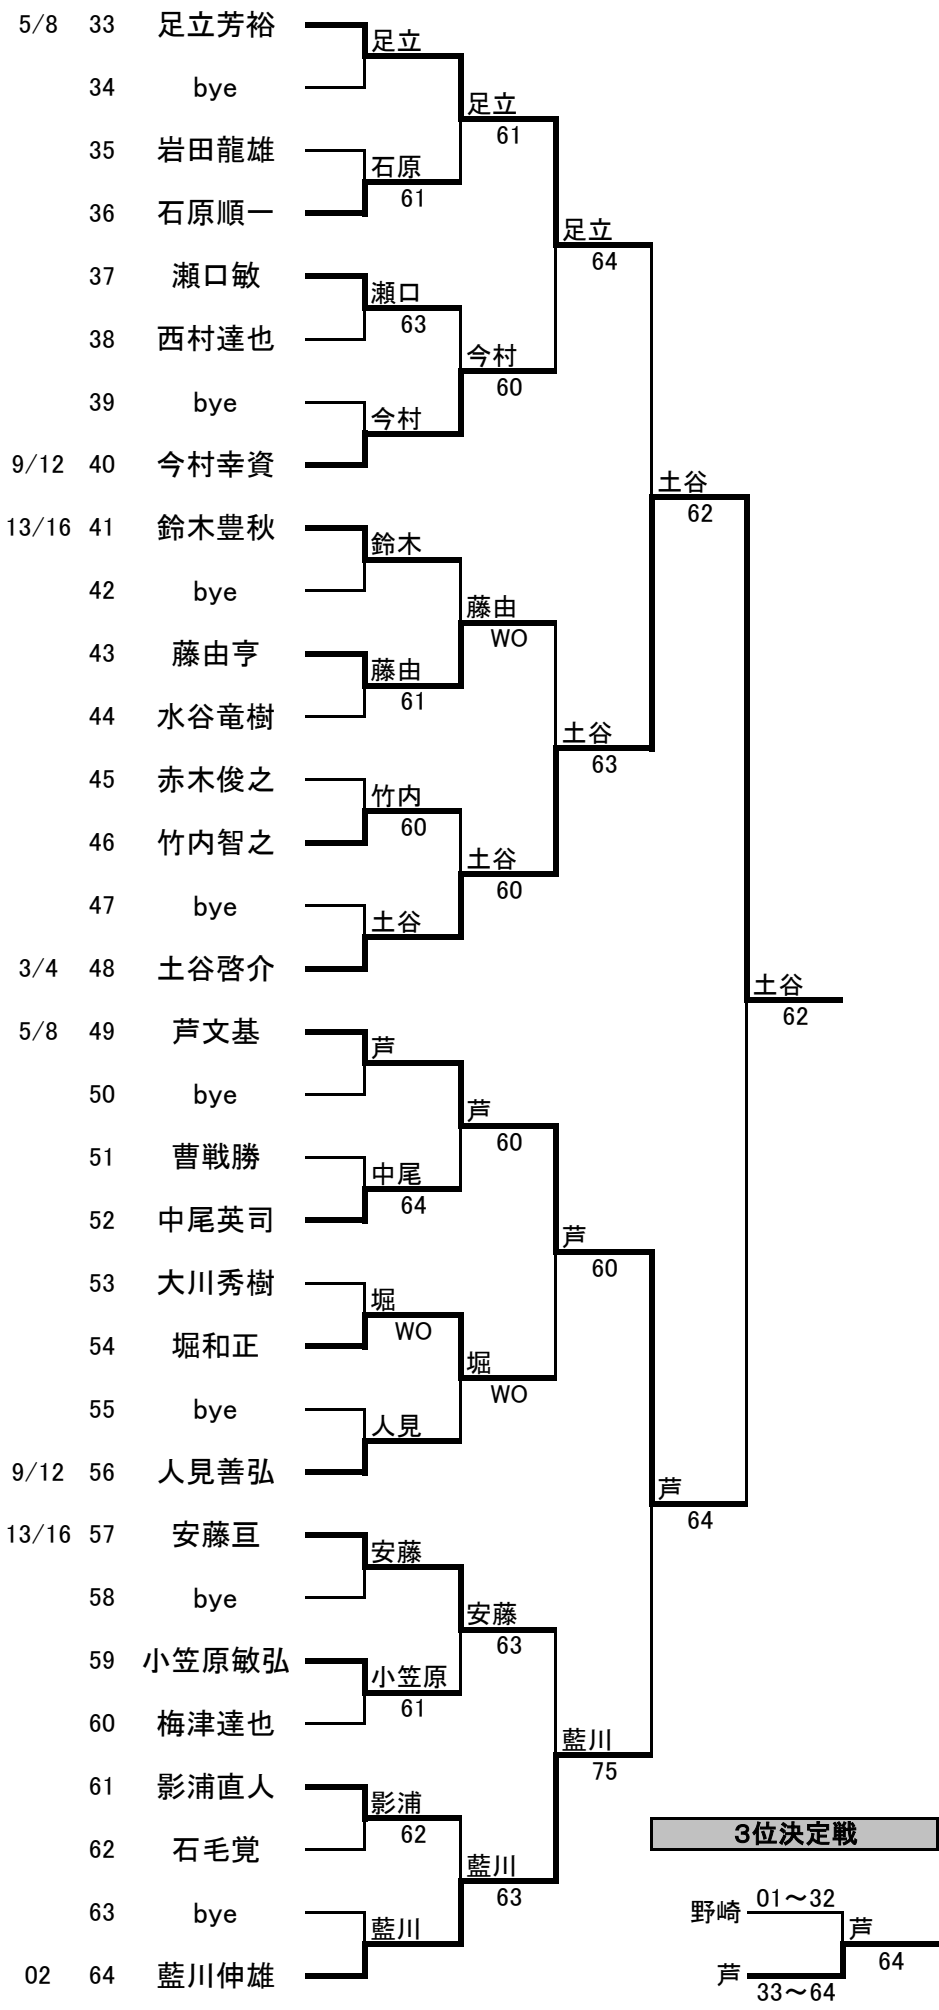 5/8 33 足立芳裕
足立
34 bye
足立
61
35 岩田龍雄
石原
61
36 石原順一
足立
64
37 瀬口敏
瀬口
63
38 西村達也
今村
60
39 bye
今村
9/12 40 今村幸資
土谷
62
13/16 41 鈴木豊秋
鈴木
42 bye
藤由
WO
43 藤由亨
藤由
61
44 水谷竜樹
土谷
63
45 赤木俊之
竹内
60
46 竹内智之
土谷
60
47 bye
土谷
3/4 48 土谷啓介
土谷
62
5/8 49 芦文基
芦
50 bye
芦
60
51 曹戦勝
中尾
64
52 中尾英司
芦
60
53 大川秀樹
堀
WO
54 堀和正
堀
WO
55 bye
人見
9/12 56 人見善弘
芦
64
13/16 57 安藤亘
安藤
58 bye
安藤
63
59 小笠原敏弘
小笠原
61
60 梅津達也
藍川
75
61 影浦直人
影浦
62
62 石毛覚
藍川
63
63 bye
藍川
02 64 藍川伸雄
3位決定戦
野崎 01～32
芦
64
芦 33～64